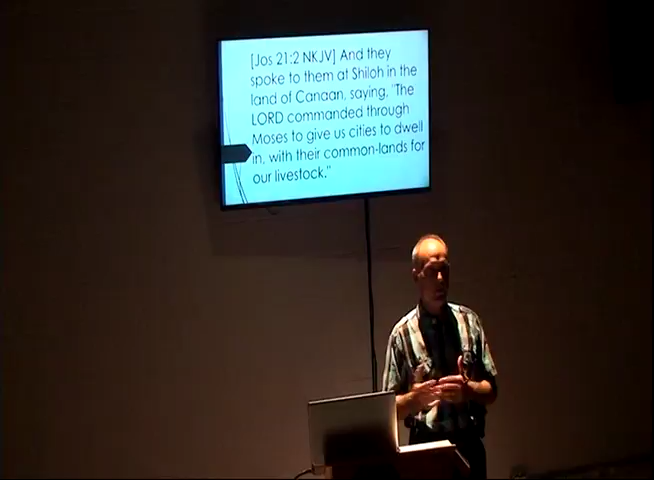 [Jos 21:2 NKJV] And they
spoke to them at Shiloh in the
land of Canaan, saying, "The
LORD commanded through
Moses to give us cities to dwell
in, with their common-lands for
our livestock."